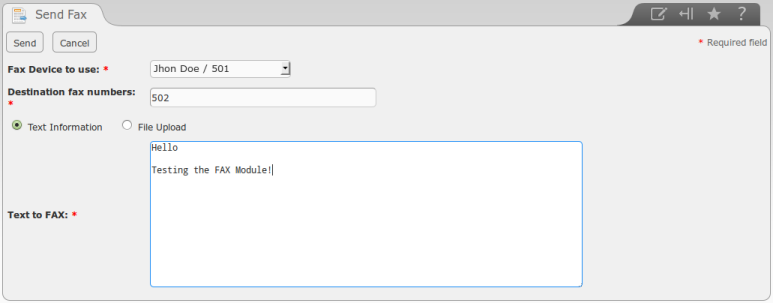 Send Fax
?
Send Cancel
* Required field
Fax Device to use: * Jhon Doe / 501
Destination fax numbers:
* 502
Text Information File Upload
Hello
Testing the FAX Module!
Text to FAX: *